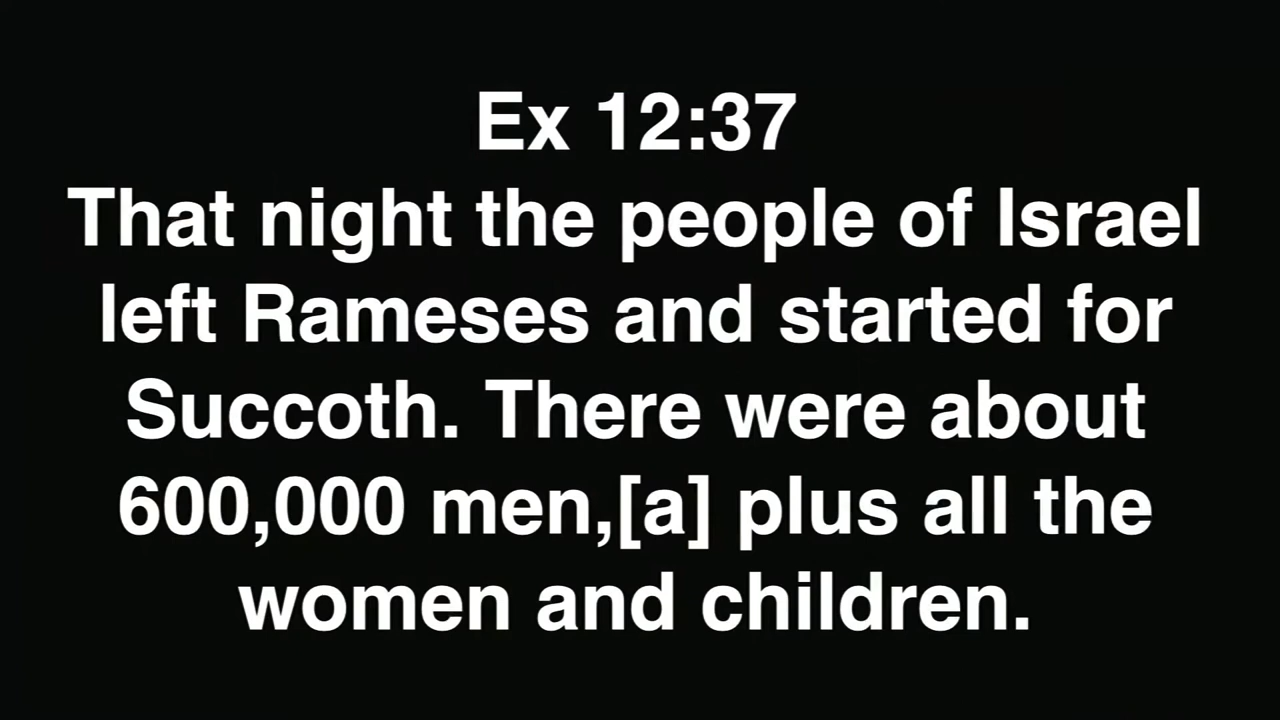 Ex 12:37
That night the people of Israel
left Rameses and started for
Succoth. There were about
600,000 men,[a] plus all the
women and children.